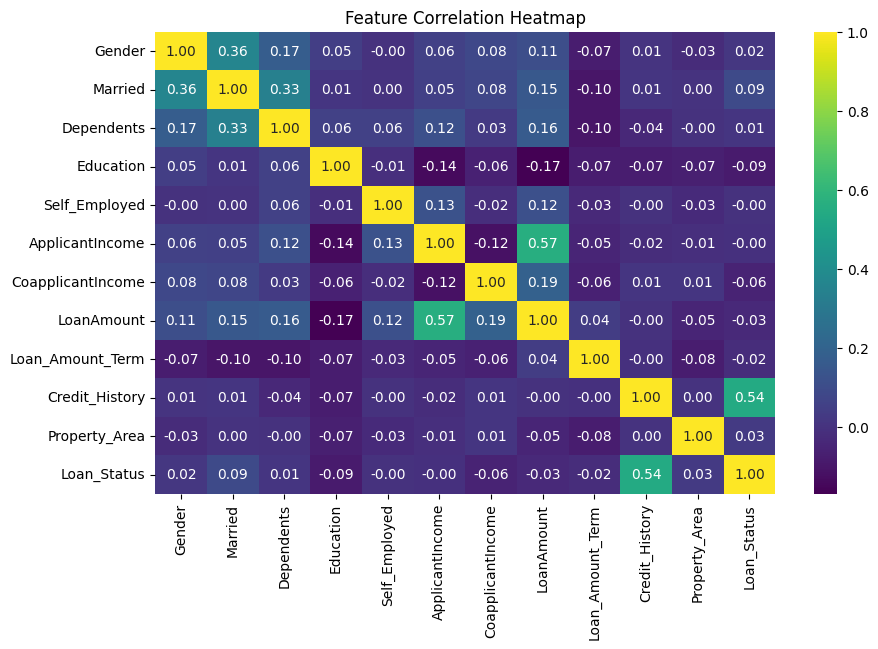 Feature Correlation Heatmap
Gender 1.00 0.36 0.17 0.05 -0.00 0.06 0.08 0.11 -0.07 0.01 -0.03 0.02
Married 0.36 1.00 0.33 0.01 0.00 0.05 0.08 0.15 -0.10 0.01 0.00 0.09
Dependents 0.17 0.33 1.00 0.06 0.06 0.12 0.03 0.16 -0.10 -0.04 -0.00 0.01
Education 0.05 0.01 0.06 1.00 -0.01 -0.14 -0.06 -0.17 -0.07 -0.07 -0.07 -0.09
Self_Employed -0.00 0.00 0.06 -0.01 1.00 0.13 -0.02 0.12 -0.03 -0.00 -0.03 -0.00
ApplicantIncome 0.06 0.05 0.12 -0.14 0.13 1.00 -0.12 0.57 -0.05 -0.02 -0.01 -0.00
CoapplicantIncome 0.08 0.08 0.03 -0.06 -0.02 -0.12 1.00 0.19 -0.06 0.01 0.01 -0.06
LoanAmount 0.11 0.15 0.16 -0.17 0.12 0.57 0.19 1.00 0.04 -0.00 -0.05 -0.03
Loan_Amount_Term -0.07 -0.10 -0.10 -0.07 -0.03 -0.05 -0.06 0.04 1.00 -0.00 -0.08 -0.02
Credit_History 0.01 0.01 -0.04 -0.07 -0.00 -0.02 0.01 -0.00 -0.00 1.00 0.00 0.54
Property_Area -0.03 0.00 -0.00 -0.07 -0.03 -0.01 0.01 -0.05 -0.08 0.00 1.00 0.03
Loan_Status 0.02 0.09 0.01 -0.09 -0.00 -0.00 -0.06 -0.03 -0.02 0.54 0.03 1.00
Gender
Married
Dependents
Education
Self_Employed
ApplicantIncome
CoapplicantIncome
LoanAmount
Loan_Amount_Term
Credit_History
Property_Area
Loan_Status
1.0
0.8
0.6
0.4
0.2
0.0